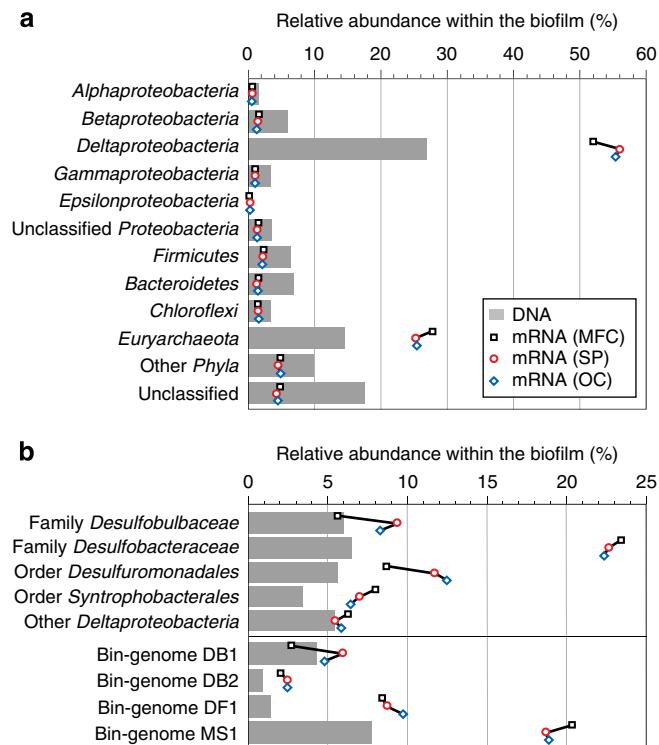 a
Relative abundance within the biofilm (%)
0 10 20 30 40 50 60
Alphaproteobacteria
Betaproteobacteria
Deltaproteobacteria
Gammaproteobacteria
Epsilonproteobacteria
Unclassified Proteobacteria
Firmicutes
Bacteroidetes
Chloroflexi
Euryarchaeota
Other Phyla
Unclassified
DNA
mRNA (MFC)
mRNA (SP)
mRNA (OC)
b
Relative abundance within the biofilm (%)
0 5 10 15 20 25
Family Desulfobulbaceae
Family Desulfobacteraceae
Order Desulfuromonadales
Order Syntrophobacterales
Other Deltaproteobacteria
Bin-genome DB1
Bin-genome DB2
Bin-genome DF1
Bin-genome MS1